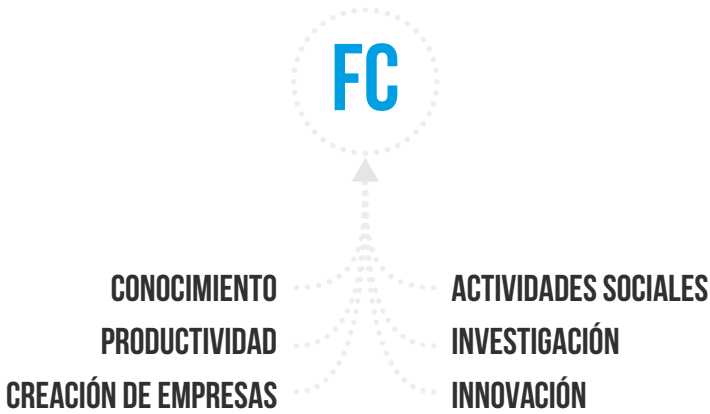 FC
CONOCIMIENTO
PRODUCTIVIDAD
CREACIÓN DE EMPRESAS
ACTIVIDADES SOCIALES
INVESTIGACIÓN
INNOVACIÓN